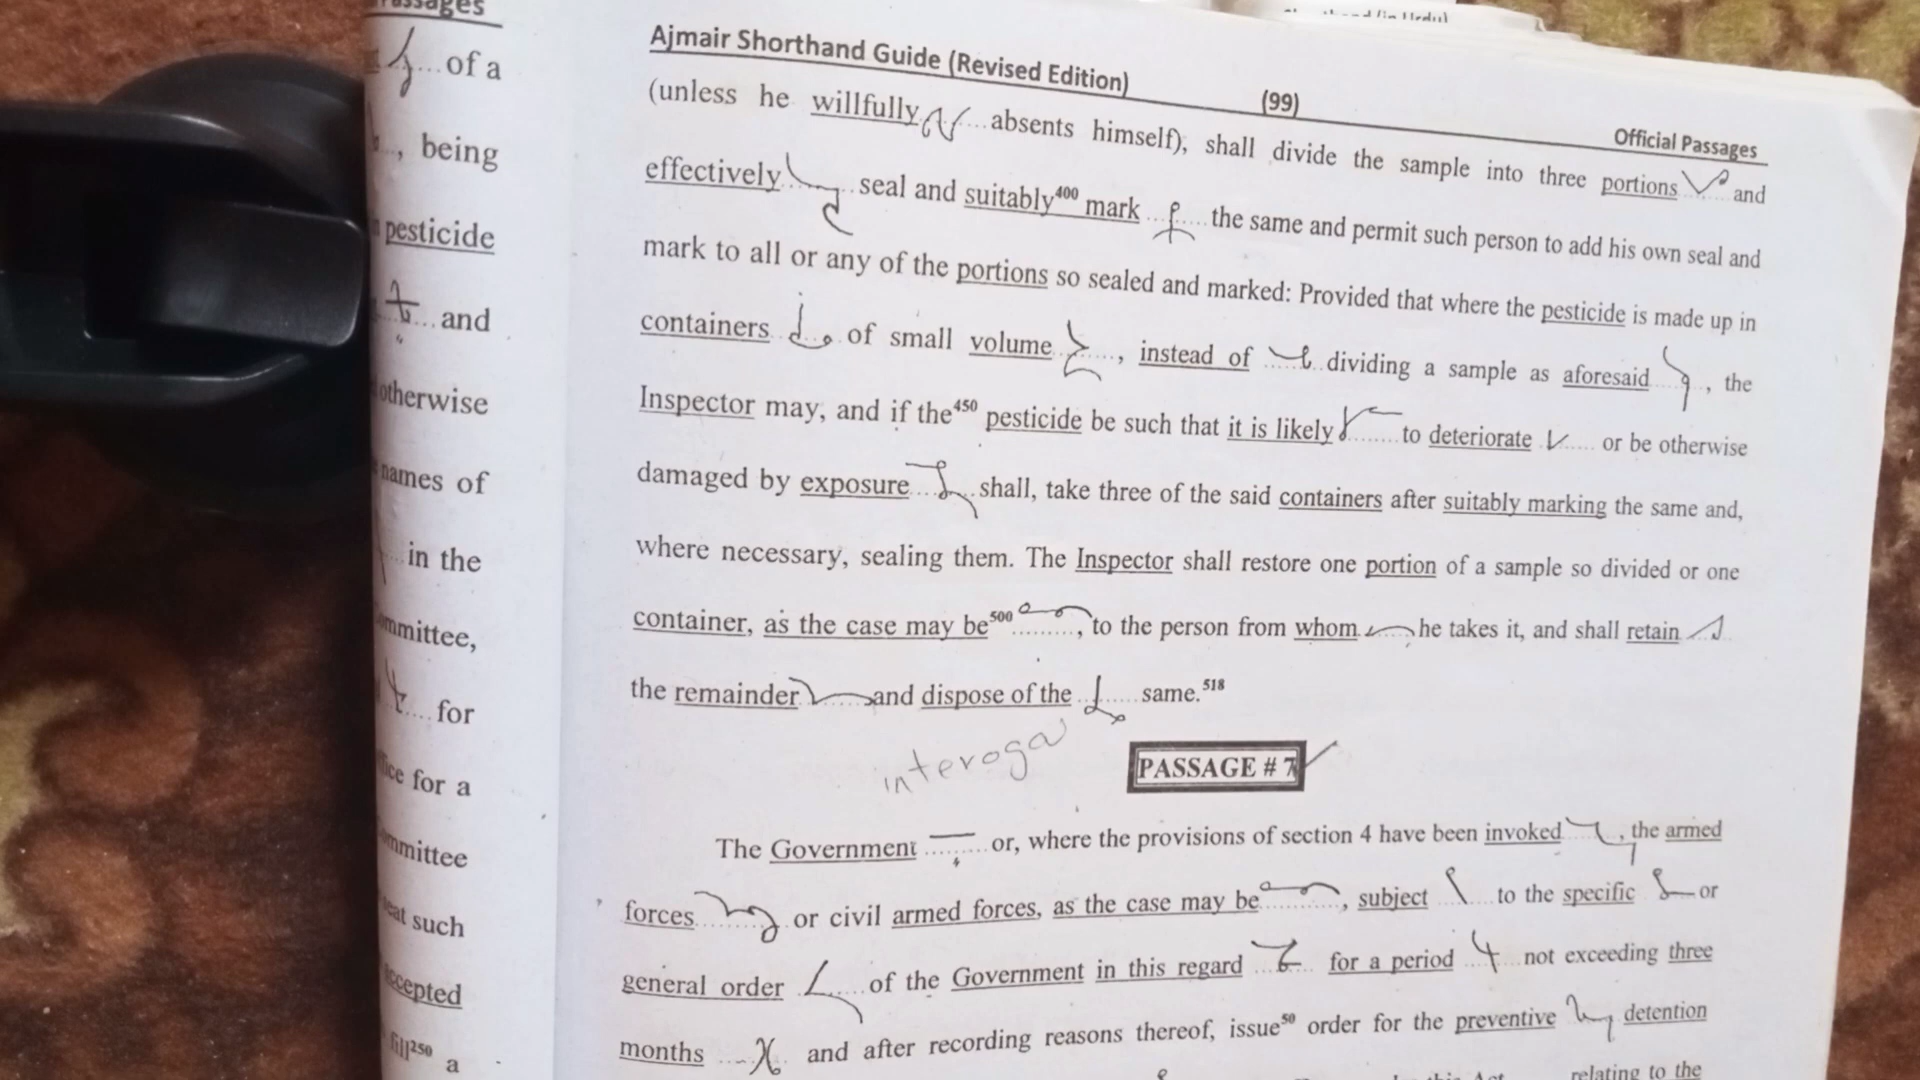 Ajmair Shorthand Guide (Revised Edition) (99) Official Passages
(unless he willfully absents himself), shall divide the sample into three portions and
effectively seal and suitably⁴⁰⁰ mark the same and permit such person to add his own seal and
mark to all or any of the portions so sealed and marked: Provided that where the pesticide is made up in
containers of small volume, instead of dividing a sample as aforesaid, the
Inspector may, and if the⁴⁵⁰ pesticide be such that it is likely to deteriorate or be otherwise
damaged by exposure shall, take three of the said containers after suitably marking the same and,
where necessary, sealing them. The Inspector shall restore one portion of a sample so divided or one
container, as the case may be⁵⁰⁰, to the person from whom he takes it, and shall retain
the remainder and dispose of the same.⁵¹⁸
interoga
PASSAGE # 7
The Government or, where the provisions of section 4 have been invoked, the armed
forces or civil armed forces, as the case may be, subject to the specific or
general order of the Government in this regard for a period not exceeding three
months and after recording reasons thereof, issue⁵⁰ order for the preventive detention
relating to the
of a
, being
pesticide
and
otherwise
names of
in the
for
for a
such
a